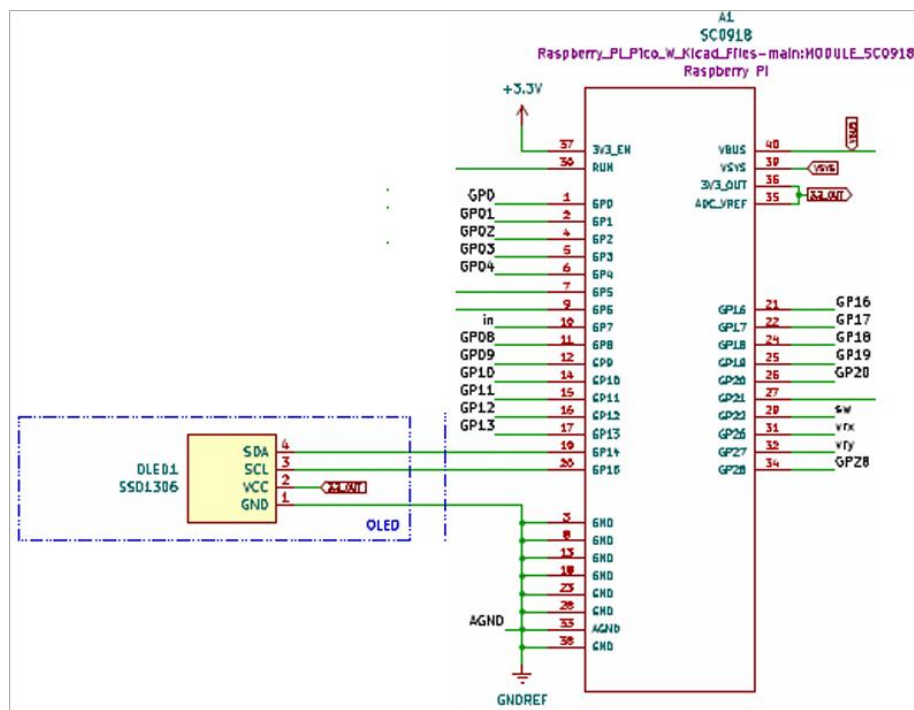 A1
SC0918
Raspberry_Pi_Pico_W_Kicad_Files-main:MODULE_SC0918
Raspberry Pi
+3.3V
37 3V3_EN
30 RUN
GP0 1 GP0
GP01 2 GP1
GP02 4 GP2
GP03 5 GP3
GP04 6 GP4
7 GP5
9 GP6
in 10 GP7
GP08 11 GP8
GP09 12 GP9
GP10 14 GP10
GP11 15 GP11
GP12 16 GP12
GP13 17 GP13
19 GP14
20 GP15
3 GND
8 GND
13 GND
18 GND
23 GND
28 GND
AGND 33 AGND
38 GND
GNDREF
VBUS 40 VBUS
VSYS 39 VSYS
3V3_OUT 36
ADC_VREF 35 3.3_OUT
GP16 21 GP16
GP17 22 GP17
GP18 24 GP18
GP19 25 GP19
GP20 26 GP20
GP21 27
GP22 29 sw
GP26 31 vrx
GP27 32 vry
GP28 34 GP28
OLED1
SSD1306
SDA 4
SCL 3
VCC 2 3.3_OUT
GND 1
OLED